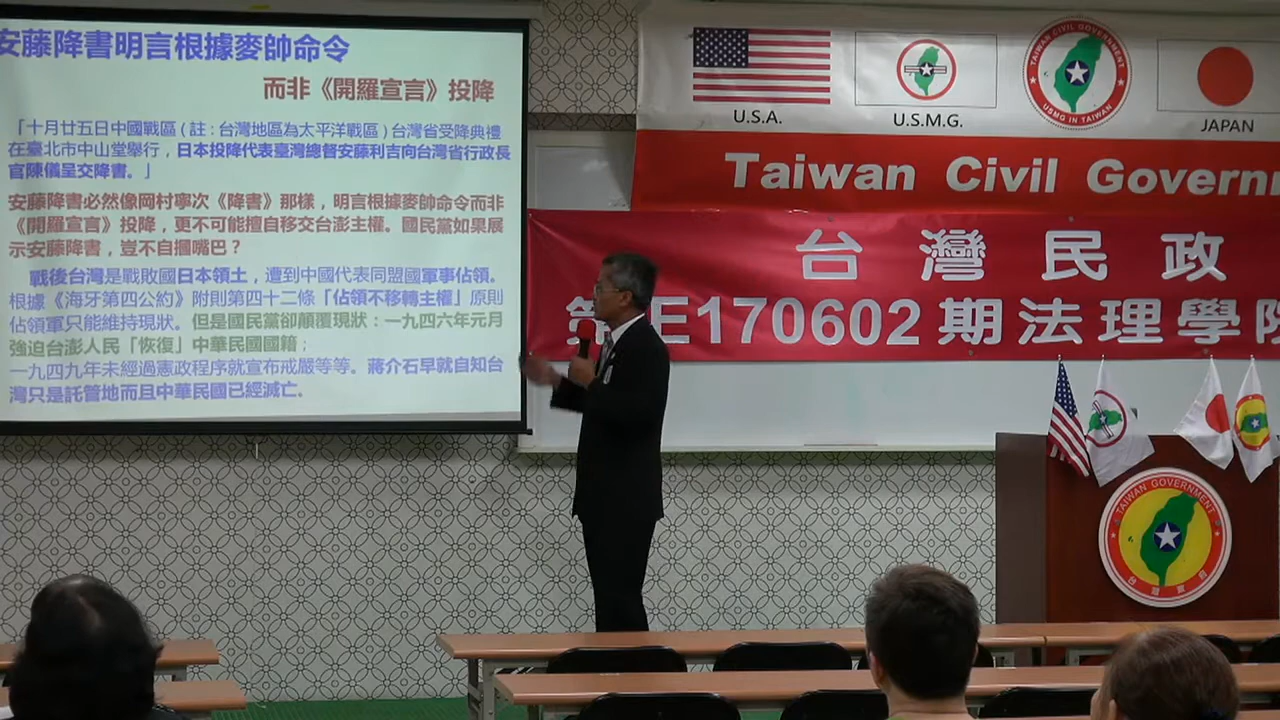 安藤降書明言根據麥帥命令
而非《開羅宣言》投降
「十月廿五日中國戰區(註:台灣地區為太平洋戰區)台灣省受降典禮
在臺北市中山堂舉行,日本投降代表臺灣總督安藤利吉向台灣省行政長
官陳儀呈交降書。」
安藤降書必然像岡村寧次《降書》那樣,明言根據麥帥命令而非
《開羅宣言》投降,更不可能擅自移交台澎主權。國民黨如果展
示安藤降書,豈不自摑嘴巴?
戰後台灣是戰敗國日本領土,遭到中國代表同盟國軍事佔領。
根據《海牙第四公約》附則第四十二條「佔領不移轉主權」原則
佔領軍只能維持現狀。但是國民黨卻顛覆現狀:一九四六年元月
強迫台澎人民「恢復」中華民國國籍;
一九四九年未經過憲政程序就宣布戒嚴等等。蔣介石早就自知台
灣只是託管地而且中華民國已經滅亡.
U.S.A.
U.S.M.G.
TAIWAN CIVIL GOVERNMENT
USMG IN TAIWAN
JAPAN
Taiwan Civil Governm
台灣民政
第E170602期法理學院
TAIWAN GOVERNMENT